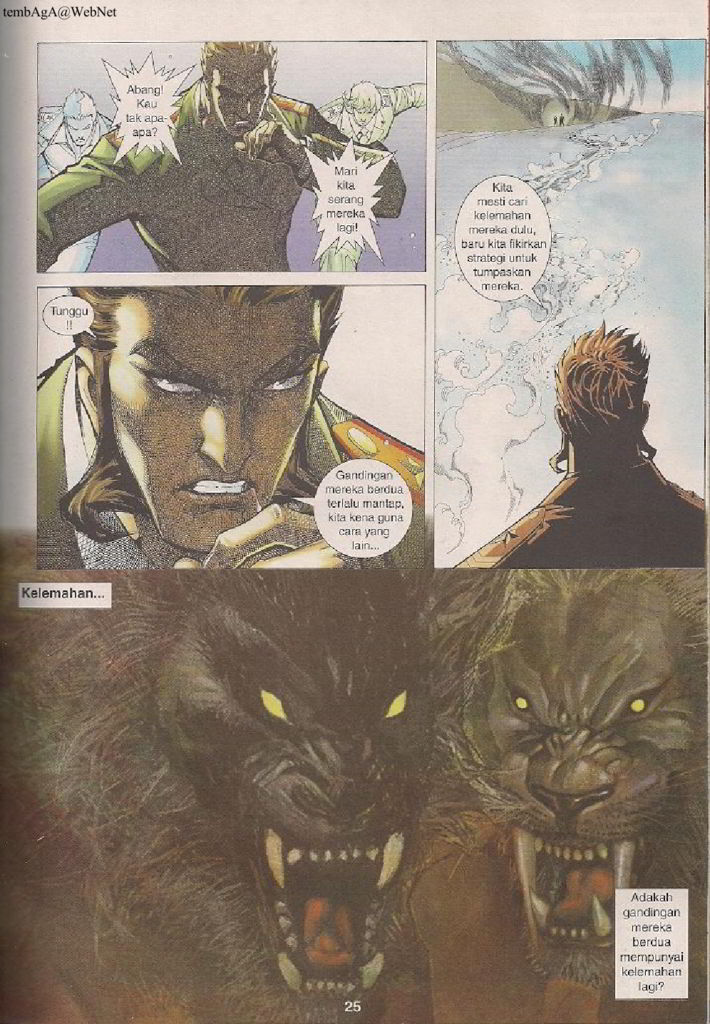 tembAgA@WebNet
Abang!
Kau
tak apa-
apa?
Mari
kita
serang
mereka
lagi!
Tunggu
!!
Gandingan
mereka berdua
terlalu mantap,
kita kena guna
cara yang
lain...
Kita
mesti cari
kelemahan
mereka dulu,
baru kita fikirkan
strategi untuk
tumpaskan
mereka.
Kelemahan...
Adakah
gandingan
mereka
berdua
mempunyai
kelemahan
lagi?
25